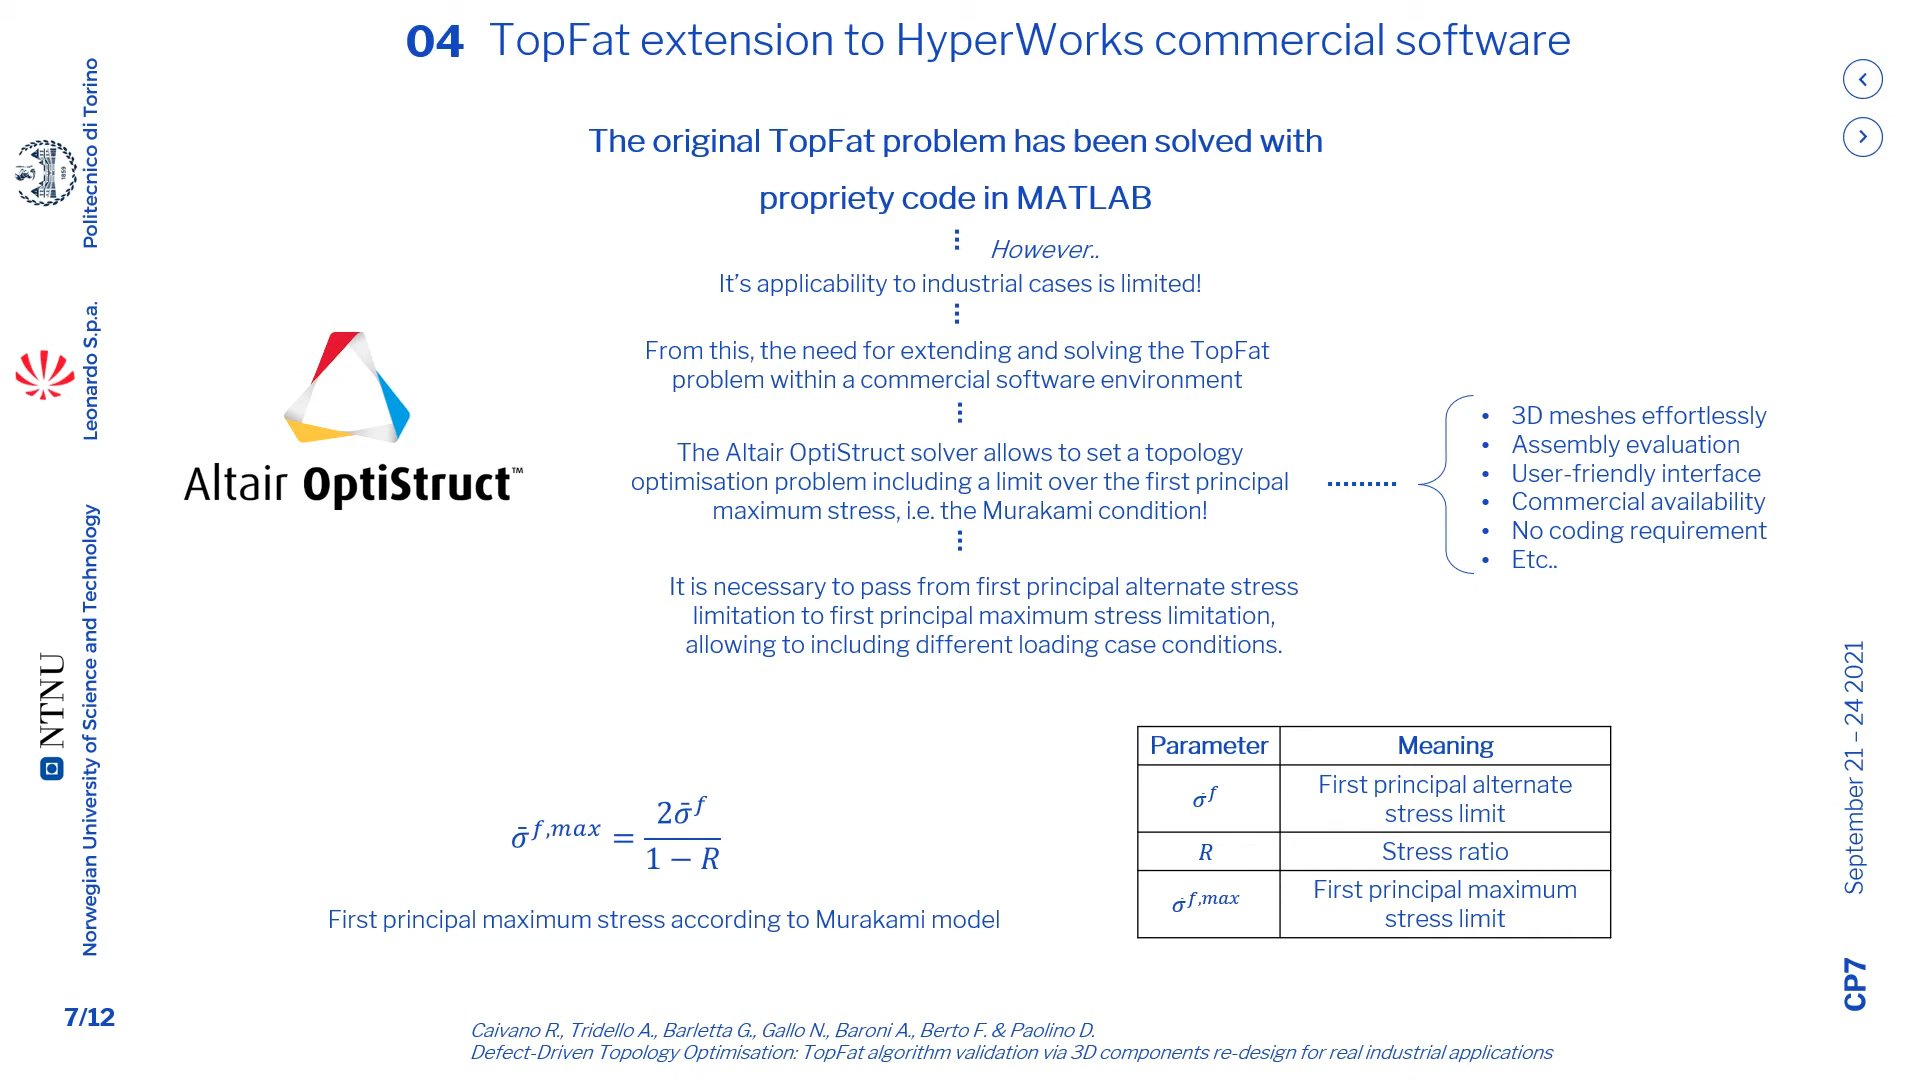 04 TopFat extension to HyperWorks commercial software
The original TopFat problem has been solved with
propriety code in MATLAB
However..
It’s applicability to industrial cases is limited!
From this, the need for extending and solving the TopFat
problem within a commercial software environment
Altair OptiStruct™
The Altair OptiStruct solver allows to set a topology
optimisation problem including a limit over the first principal
maximum stress, i.e. the Murakami condition!
• 3D meshes effortlessly
• Assembly evaluation
• User-friendly interface
• Commercial availability
• No coding requirement
• Etc..
It is necessary to pass from first principal alternate stress
limitation to first principal maximum stress limitation,
allowing to including different loading case conditions.
σ̄^{f,max} = 2σ̄^f / (1 − R)
First principal maximum stress according to Murakami model
Parameter Meaning
σ̄^f First principal alternate
stress limit
R Stress ratio
σ̄^{f,max} First principal maximum
stress limit
Politecnico di Torino
1859
Leonardo S.p.a.
Norwegian University of Science and Technology
NTNU
7/12
September 21 – 24 2021
CP7
Caivano R., Tridello A., Barletta G., Gallo N., Baroni A., Berto F. & Paolino D.
Defect-Driven Topology Optimisation: TopFat algorithm validation via 3D components re-design for real industrial applications